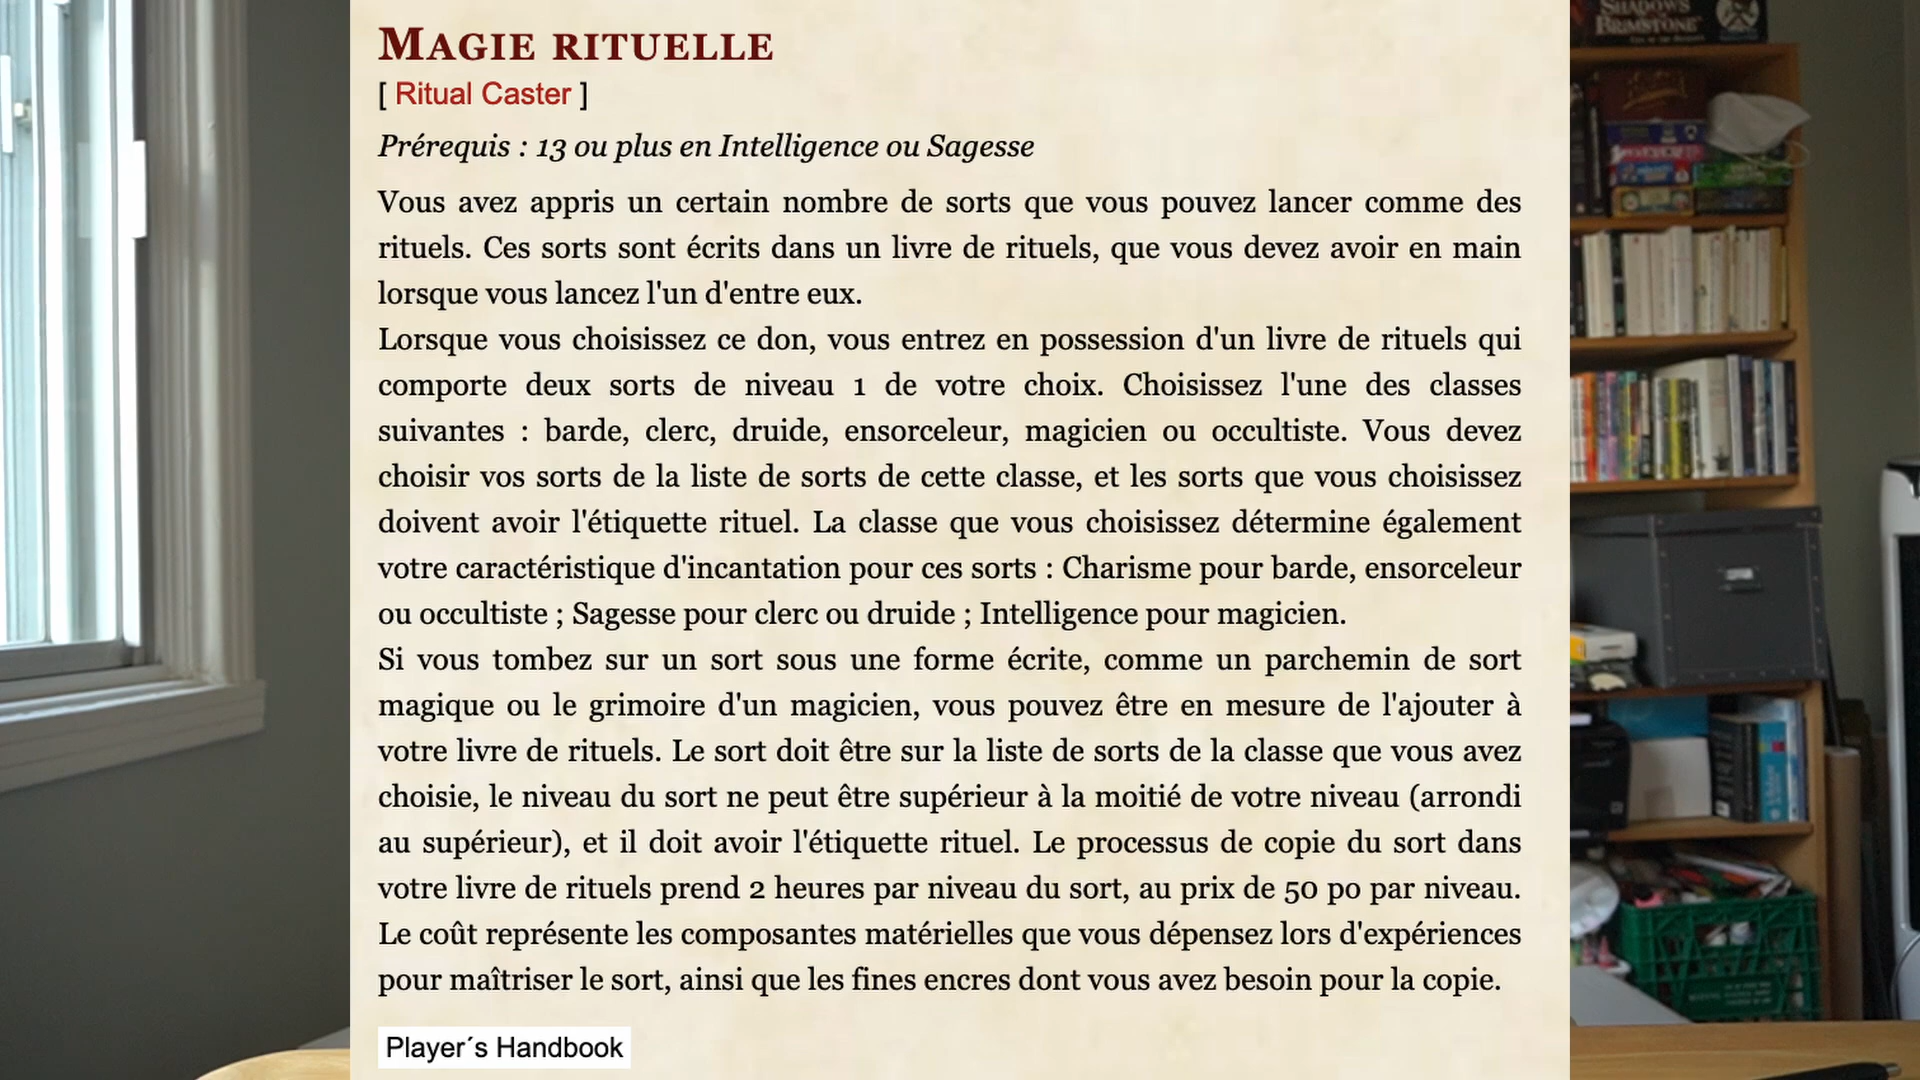 Magie rituelle
[ Ritual Caster ]
Prérequis : 13 ou plus en Intelligence ou Sagesse
Vous avez appris un certain nombre de sorts que vous pouvez lancer comme des
rituels. Ces sorts sont écrits dans un livre de rituels, que vous devez avoir en main
lorsque vous lancez l'un d'entre eux.
Lorsque vous choisissez ce don, vous entrez en possession d'un livre de rituels qui
comporte deux sorts de niveau 1 de votre choix. Choisissez l'une des classes
suivantes : barde, clerc, druide, ensorceleur, magicien ou occultiste. Vous devez
choisir vos sorts de la liste de sorts de cette classe, et les sorts que vous choisissez
doivent avoir l'étiquette rituel. La classe que vous choisissez détermine également
votre caractéristique d'incantation pour ces sorts : Charisme pour barde, ensorceleur
ou occultiste ; Sagesse pour clerc ou druide ; Intelligence pour magicien.
Si vous tombez sur un sort sous une forme écrite, comme un parchemin de sort
magique ou le grimoire d'un magicien, vous pouvez être en mesure de l'ajouter à
votre livre de rituels. Le sort doit être sur la liste de sorts de la classe que vous avez
choisie, le niveau du sort ne peut être supérieur à la moitié de votre niveau (arrondi
au supérieur), et il doit avoir l'étiquette rituel. Le processus de copie du sort dans
votre livre de rituels prend 2 heures par niveau du sort, au prix de 50 po par niveau.
Le coût représente les composantes matérielles que vous dépensez lors d'expériences
pour maîtriser le sort, ainsi que les fines encres dont vous avez besoin pour la copie.
Player´s Handbook
SHADOWS
BRIMSTONE